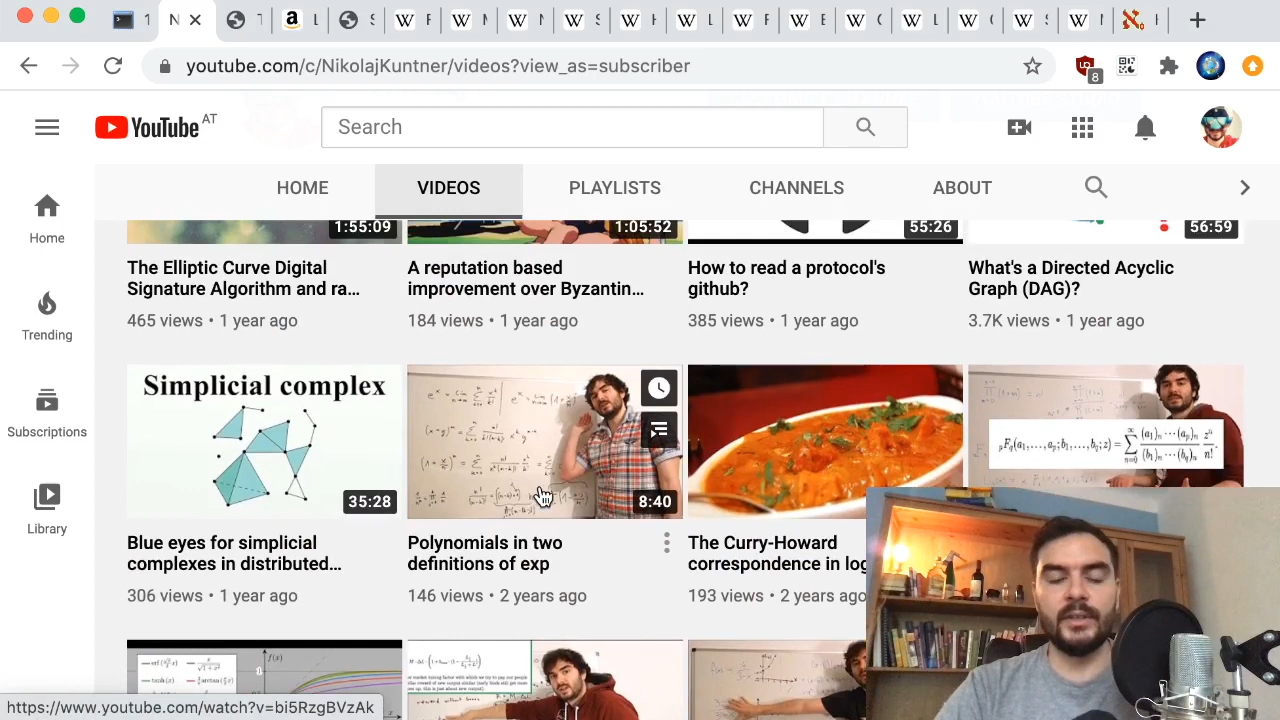 1
N
T
L
S
F
M
N
S
H
L
F
E
C
L
C
S
M
youtube.com/c/NikolajKuntner/videos?view_as=subscriber
8
YouTube AT
Search
HOME
VIDEOS
PLAYLISTS
CHANNELS
ABOUT
Home
Trending
Subscriptions
Library
1:55:09
1:05:52
55:26
56:59
The Elliptic Curve Digital
Signature Algorithm and ra...
465 views • 1 year ago
A reputation based
improvement over Byzantin...
184 views • 1 year ago
How to read a protocol's
github?
385 views • 1 year ago
What's a Directed Acyclic
Graph (DAG)?
3.7K views • 1 year ago
Simplicial complex
35:28
8:40
Blue eyes for simplicial
complexes in distributed...
306 views • 1 year ago
Polynomials in two
definitions of exp
146 views • 2 years ago
The Curry-Howard
correspondence in log
193 views • 2 years ago
https://www.youtube.com/watch?v=bi5RzgBVzAk